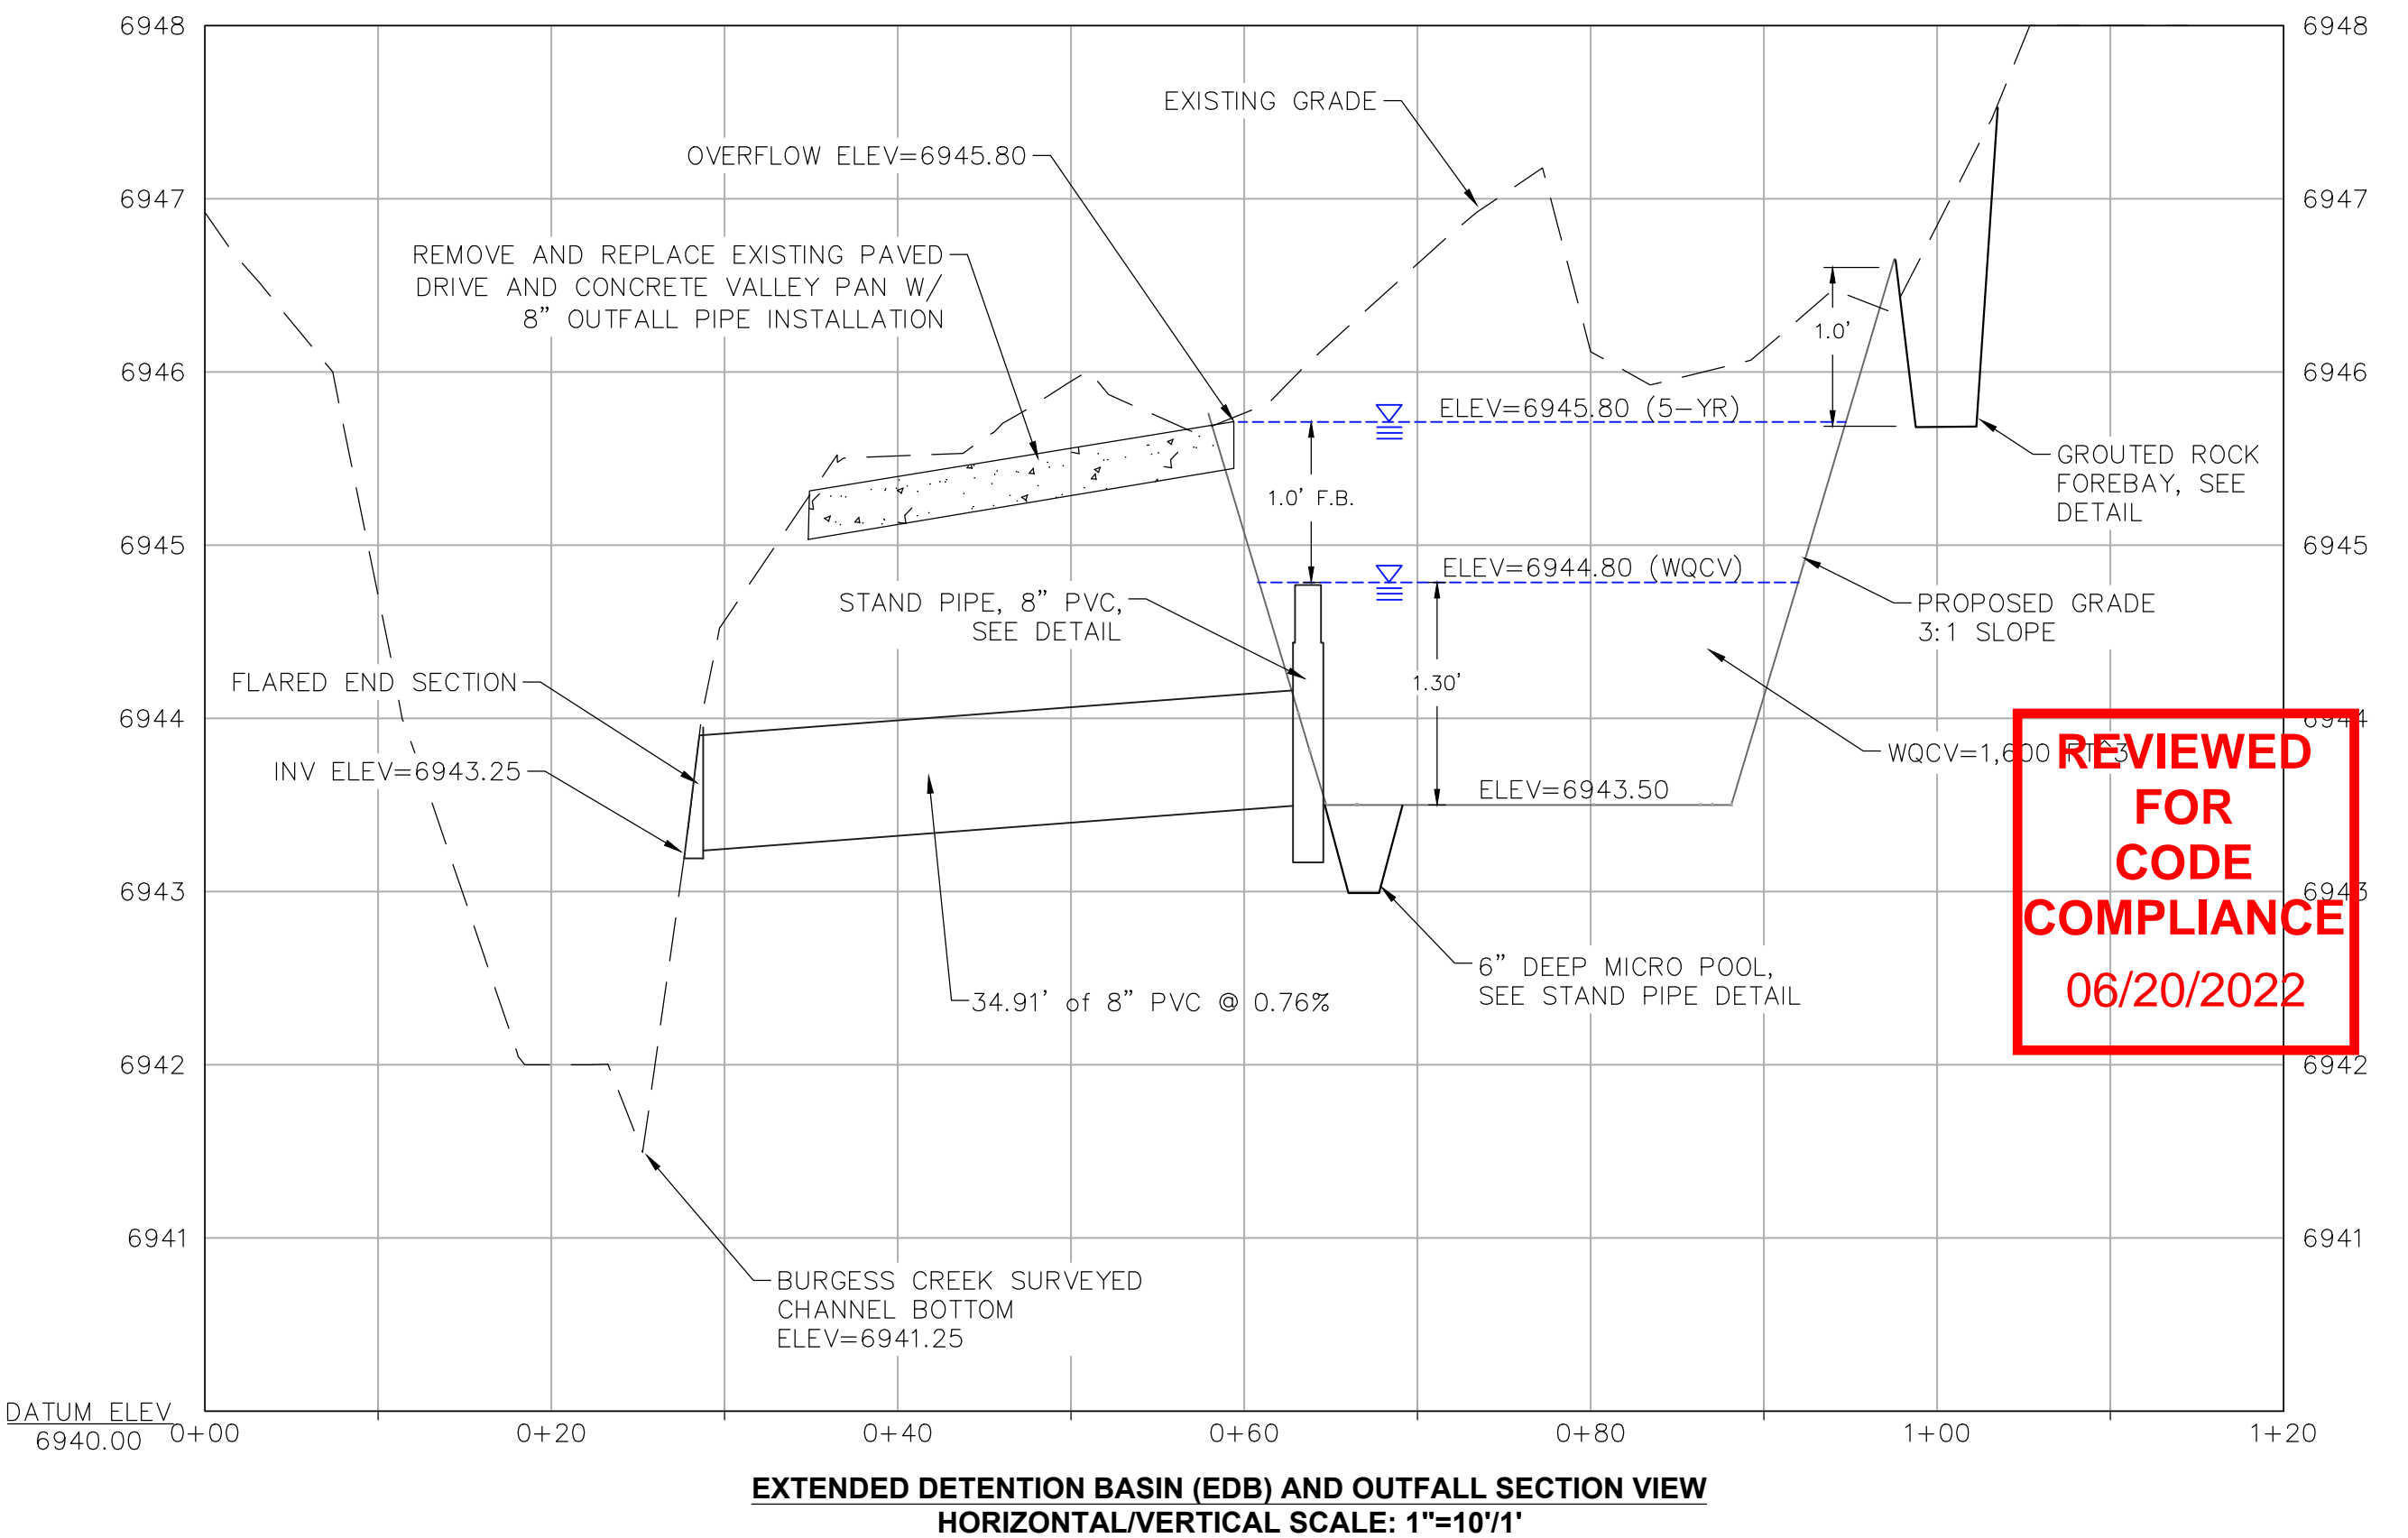 6948
6948
EXISTING GRADE
OVERFLOW ELEV=6945.80
6947
6947
REMOVE AND REPLACE EXISTING PAVED
DRIVE AND CONCRETE VALLEY PAN W/
8" OUTFALL PIPE INSTALLATION
1.0'
6946
6946
ELEV=6945.80 (5-YR)
GROUTED ROCK
FOREBAY, SEE
DETAIL
1.0' F.B.
6945
6945
ELEV=6944.80 (WQCV)
STAND PIPE, 8" PVC,
SEE DETAIL
PROPOSED GRADE
3:1 SLOPE
FLARED END SECTION
1.30'
6944
6944
WQCV=1,600 FT^3
INV ELEV=6943.25
ELEV=6943.50
REVIEWED
FOR
CODE
COMPLIANCE
06/20/2022
6943
6943
6" DEEP MICRO POOL,
SEE STAND PIPE DETAIL
34.91' of 8" PVC @ 0.76%
6942
6942
6941
6941
BURGESS CREEK SURVEYED
CHANNEL BOTTOM
ELEV=6941.25
DATUM ELEV
6940.00
0+00
0+20
0+40
0+60
0+80
1+00
1+20
EXTENDED DETENTION BASIN (EDB) AND OUTFALL SECTION VIEW
HORIZONTAL/VERTICAL SCALE: 1"=10'/1'